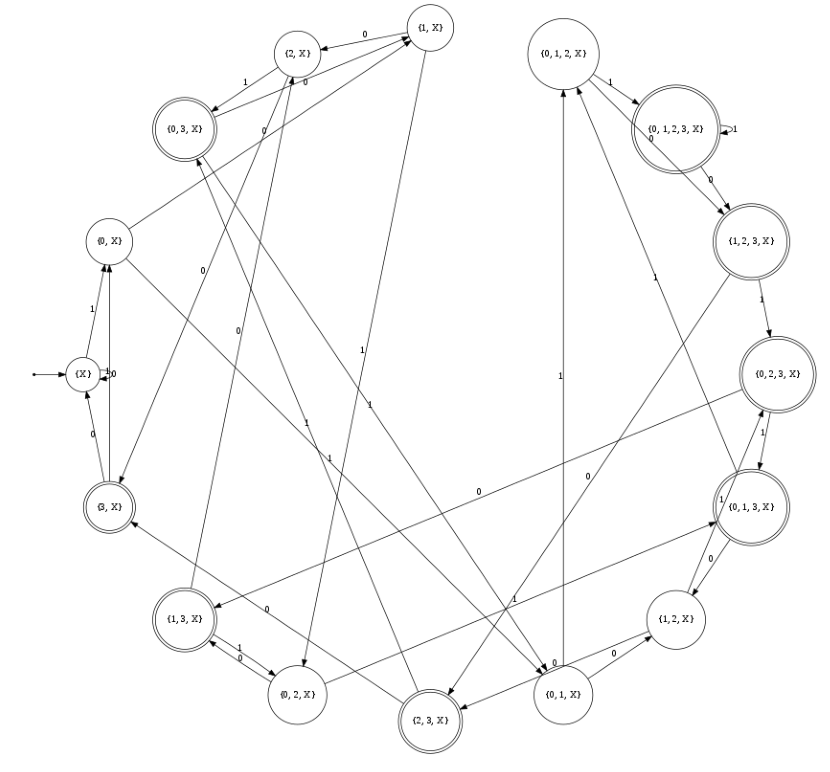 {1, X}
0
{2, X}
{0, 1, 2, X}
1
0
1
{0, 3, X}
0
{0, 1, 2, 3, X}
1
0
0
{0, X}
{1, 2, 3, X}
0
1
1
1
0
1
{X}
1
0
1
{0, 2, 3, X}
1
1
0
1
1
0
0
{3, X}
1
{0, 1, 3, X}
0
1
0
{1, 3, X}
{1, 2, X}
1
0
0
0
{0, 2, X}
{0, 1, X}
{2, 3, X}